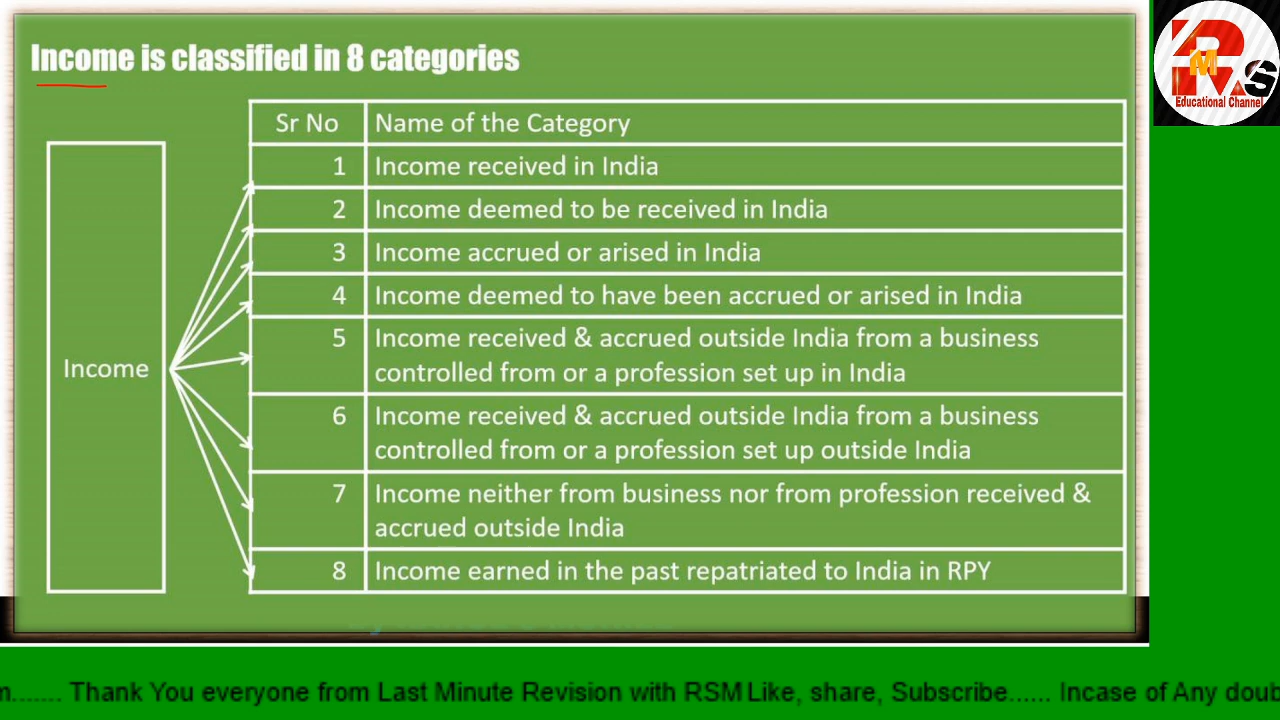 Income is classified in 8 categories
Sr No Name of the Category
1 Income received in India
2 Income deemed to be received in India
3 Income accrued or arised in India
4 Income deemed to have been accrued or arised in India
5 Income received & accrued outside India from a business
controlled from or a profession set up in India
6 Income received & accrued outside India from a business
controlled from or a profession set up outside India
7 Income neither from business nor from profession received &
accrued outside India
8 Income earned in the past repatriated to India in RPY
Income
Educational Channel
....... Thank You everyone from Last Minute Revision with RSM Like, share, Subscribe...... Incase of Any